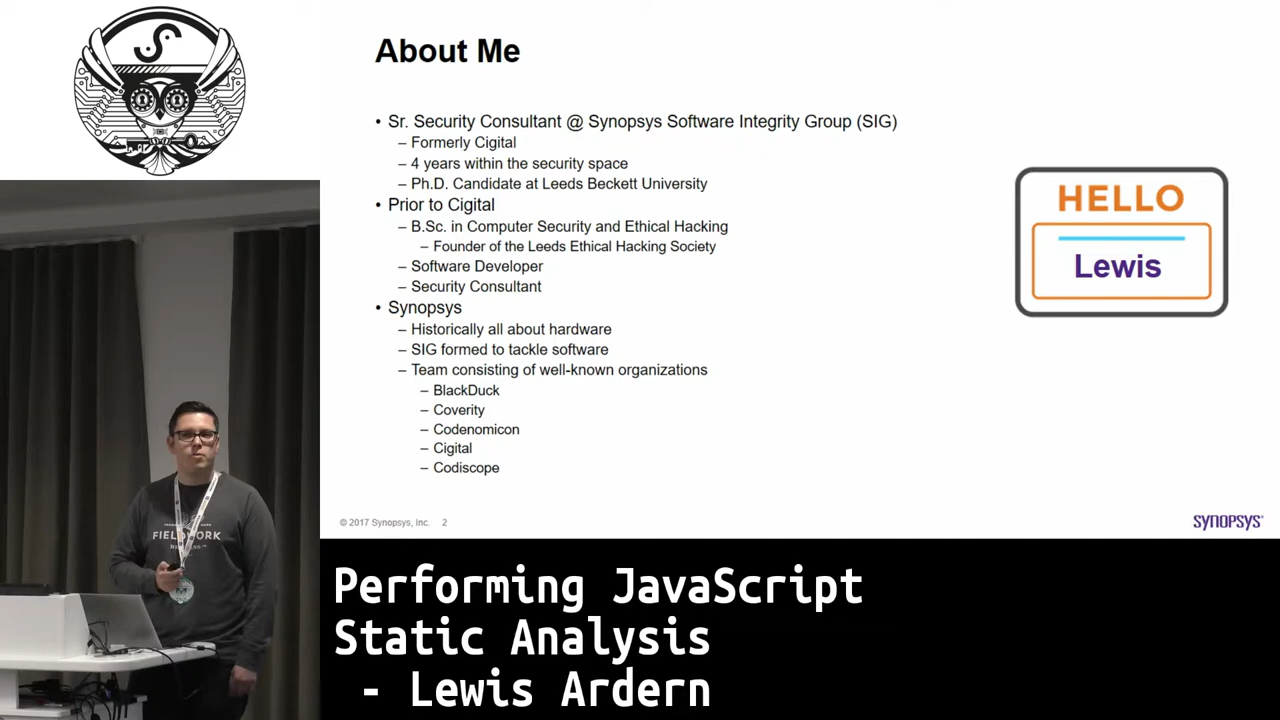 About Me
• Sr. Security Consultant @ Synopsys Software Integrity Group (SIG)
– Formerly Cigital
– 4 years within the security space
– Ph.D. Candidate at Leeds Beckett University
• Prior to Cigital
– B.Sc. in Computer Security and Ethical Hacking
– Founder of the Leeds Ethical Hacking Society
– Software Developer
– Security Consultant
• Synopsys
– Historically all about hardware
– SIG formed to tackle software
– Team consisting of well-known organizations
– BlackDuck
– Coverity
– Codenomicon
– Cigital
– Codiscope
HELLO
Lewis
© 2017 Synopsys, Inc. 2
SYNOPSYS®
FIELDWORK
Performing JavaScript
Static Analysis
- Lewis Ardern